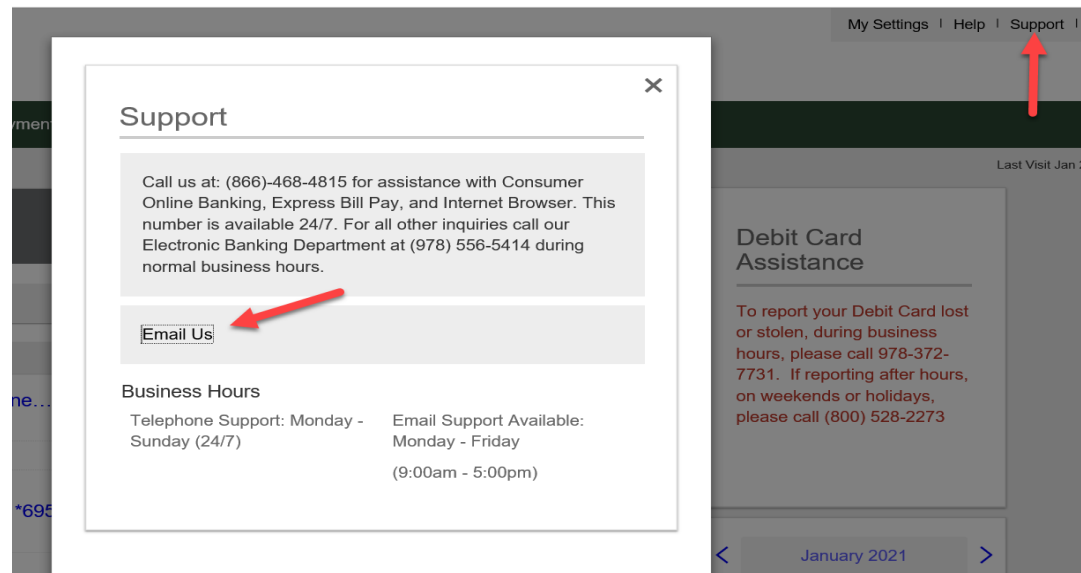 My Settings | Help | Support |
Support
Call us at: (866)-468-4815 for assistance with Consumer
Online Banking, Express Bill Pay, and Internet Browser. This
number is available 24/7. For all other inquiries call our
Electronic Banking Department at (978) 556-5414 during
normal business hours.
Email Us
Business Hours
Telephone Support: Monday -
Sunday (24/7)
Email Support Available:
Monday - Friday
(9:00am - 5:00pm)
yment
ne...
*695
Last Visit Jan 2
Debit Card
Assistance
To report your Debit Card lost
or stolen, during business
hours, please call 978-372-
7731. If reporting after hours,
on weekends or holidays,
please call (800) 528-2273
January 2021